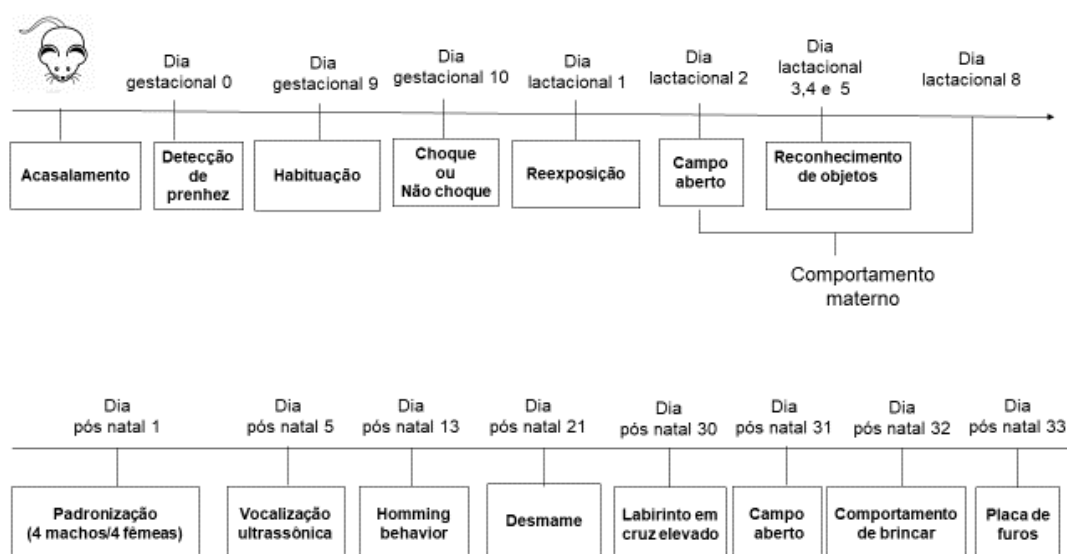 Dia
gestacional 0
Dia
gestacional 9
Dia
gestacional 10
Dia
lactacional 1
Dia
lactacional 2
Dia
lactacional
3,4 e 5
Dia
lactacional 8
Acasalamento
Detecção
de
prenhez
Habituação
Choque
ou
Não choque
Reexposição
Campo
aberto
Reconhecimento
de objetos
Comportamento
materno
Dia
pós natal 1
Dia
pós natal 5
Dia
pós natal 13
Dia
pós natal 21
Dia
pós natal 30
Dia
pós natal 31
Dia
pós natal 32
Dia
pós natal 33
Padronização
(4 machos/4 fêmeas)
Vocalização
ultrassônica
Homming
behavior
Desmame
Labirinto em
cruz elevado
Campo
aberto
Comportamento
de brincar
Placa de
furos